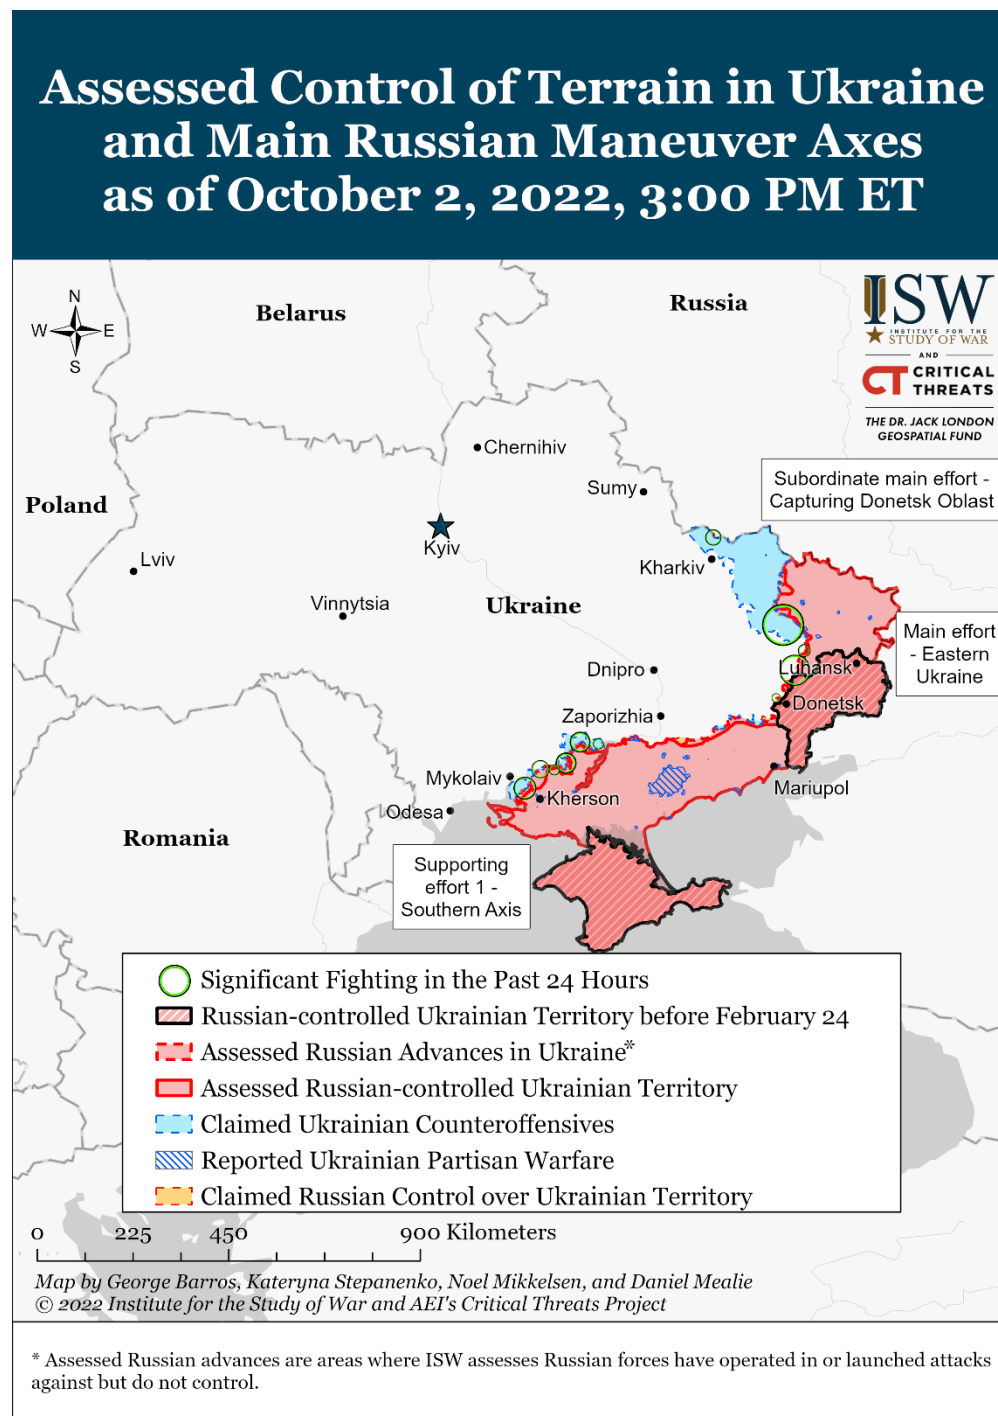 Assessed Control of Terrain in Ukraine
and Main Russian Maneuver Axes
as of October 2, 2022, 3:00 PM ET
N
W
E
S
Belarus
Russia
ISW
INSTITUTE FOR THE
STUDY OF WAR
AND
CT CRITICAL
THREATS
THE DR. JACK LONDON
GEOSPATIAL FUND
Chernihiv
Subordinate main effort -
Capturing Donetsk Oblast
Sumy
Poland
Kyiv
Lviv
Kharkiv
Vinnytsia
Ukraine
Main effort
- Eastern
Ukraine
Luhansk
Dnipro
Donetsk
Zaporizhia
Mykolaiv
Mariupol
Kherson
Odesa
Romania
Supporting
effort 1 -
Southern Axis
Significant Fighting in the Past 24 Hours
Russian-controlled Ukrainian Territory before February 24
Assessed Russian Advances in Ukraine*
Assessed Russian-controlled Ukrainian Territory
Claimed Ukrainian Counteroffensives
Reported Ukrainian Partisan Warfare
Claimed Russian Control over Ukrainian Territory
0 225 450 900 Kilometers
Map by George Barros, Kateryna Stepanenko, Noel Mikkelsen, and Daniel Mealie
© 2022 Institute for the Study of War and AEI's Critical Threats Project
* Assessed Russian advances are areas where ISW assesses Russian forces have operated in or launched attacks
against but do not control.